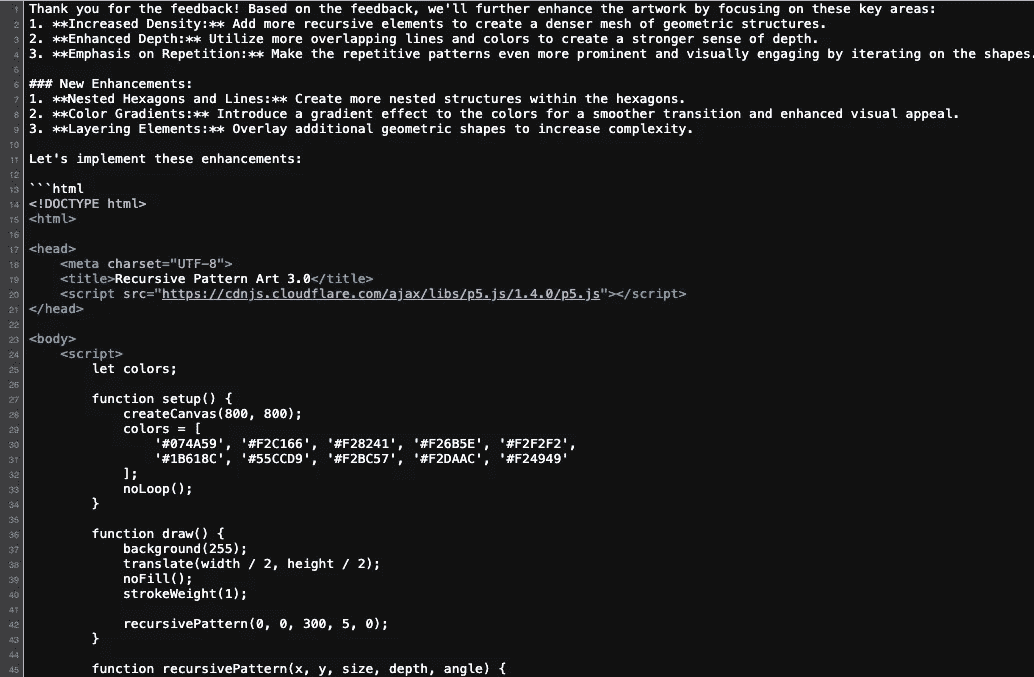 1 Thank you for the feedback! Based on the feedback, we'll further enhance the artwork by focusing on these key areas:
2 1. **Increased Density:** Add more recursive elements to create a denser mesh of geometric structures.
3 2. **Enhanced Depth:** Utilize more overlapping lines and colors to create a stronger sense of depth.
4 3. **Emphasis on Repetition:** Make the repetitive patterns even more prominent and visually engaging by iterating on the shapes.
5
6 ### New Enhancements:
7 1. **Nested Hexagons and Lines:** Create more nested structures within the hexagons.
8 2. **Color Gradients:** Introduce a gradient effect to the colors for a smoother transition and enhanced visual appeal.
9 3. **Layering Elements:** Overlay additional geometric shapes to increase complexity.
10
11 Let's implement these enhancements:
12
13 ```html
14 <!DOCTYPE html>
15 <html>
16
17 <head>
18     <meta charset="UTF-8">
19     <title>Recursive Pattern Art 3.0</title>
20     <script src="https://cdnjs.cloudflare.com/ajax/libs/p5.js/1.4.0/p5.js"></script>
21 </head>
22
23 <body>
24     <script>
25         let colors;
26
27         function setup() {
28             createCanvas(800, 800);
29             colors = [
30                 '#074A59', '#F2C166', '#F28241', '#F26B5E', '#F2F2F2',
31                 '#1B618C', '#55CCD9', '#F2BC57', '#F2DAAC', '#F24949'
32             ];
33             noLoop();
34         }
35
36         function draw() {
37             background(255);
38             translate(width / 2, height / 2);
39             noFill();
40             strokeWeight(1);
41
42             recursivePattern(0, 0, 300, 5, 0);
43         }
44
45         function recursivePattern(x, y, size, depth, angle) {